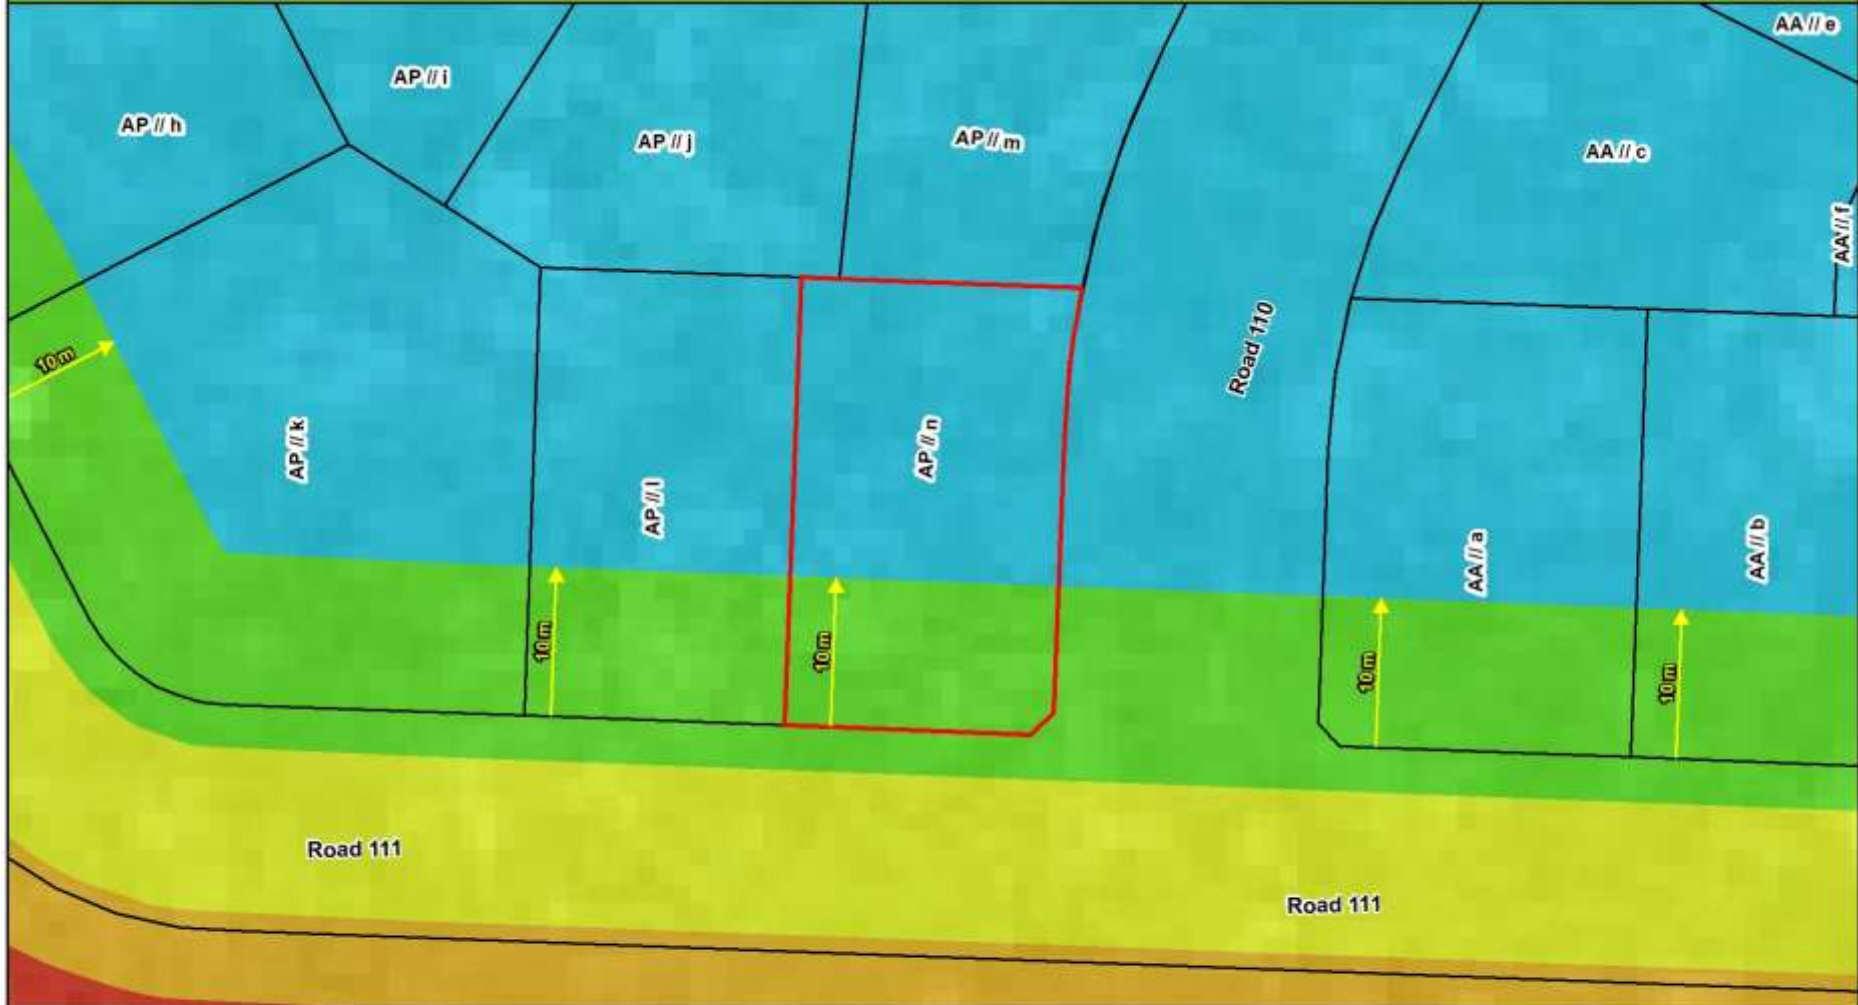 AA // e
AP // i
AP // h
AP // j
AP // m
AA // c
AA // f
10 m
Road 110
AP // k
AP // n
AP // l
AA // a
AA // b
10 m
10 m
10 m
10 m
Road 111
Road 111